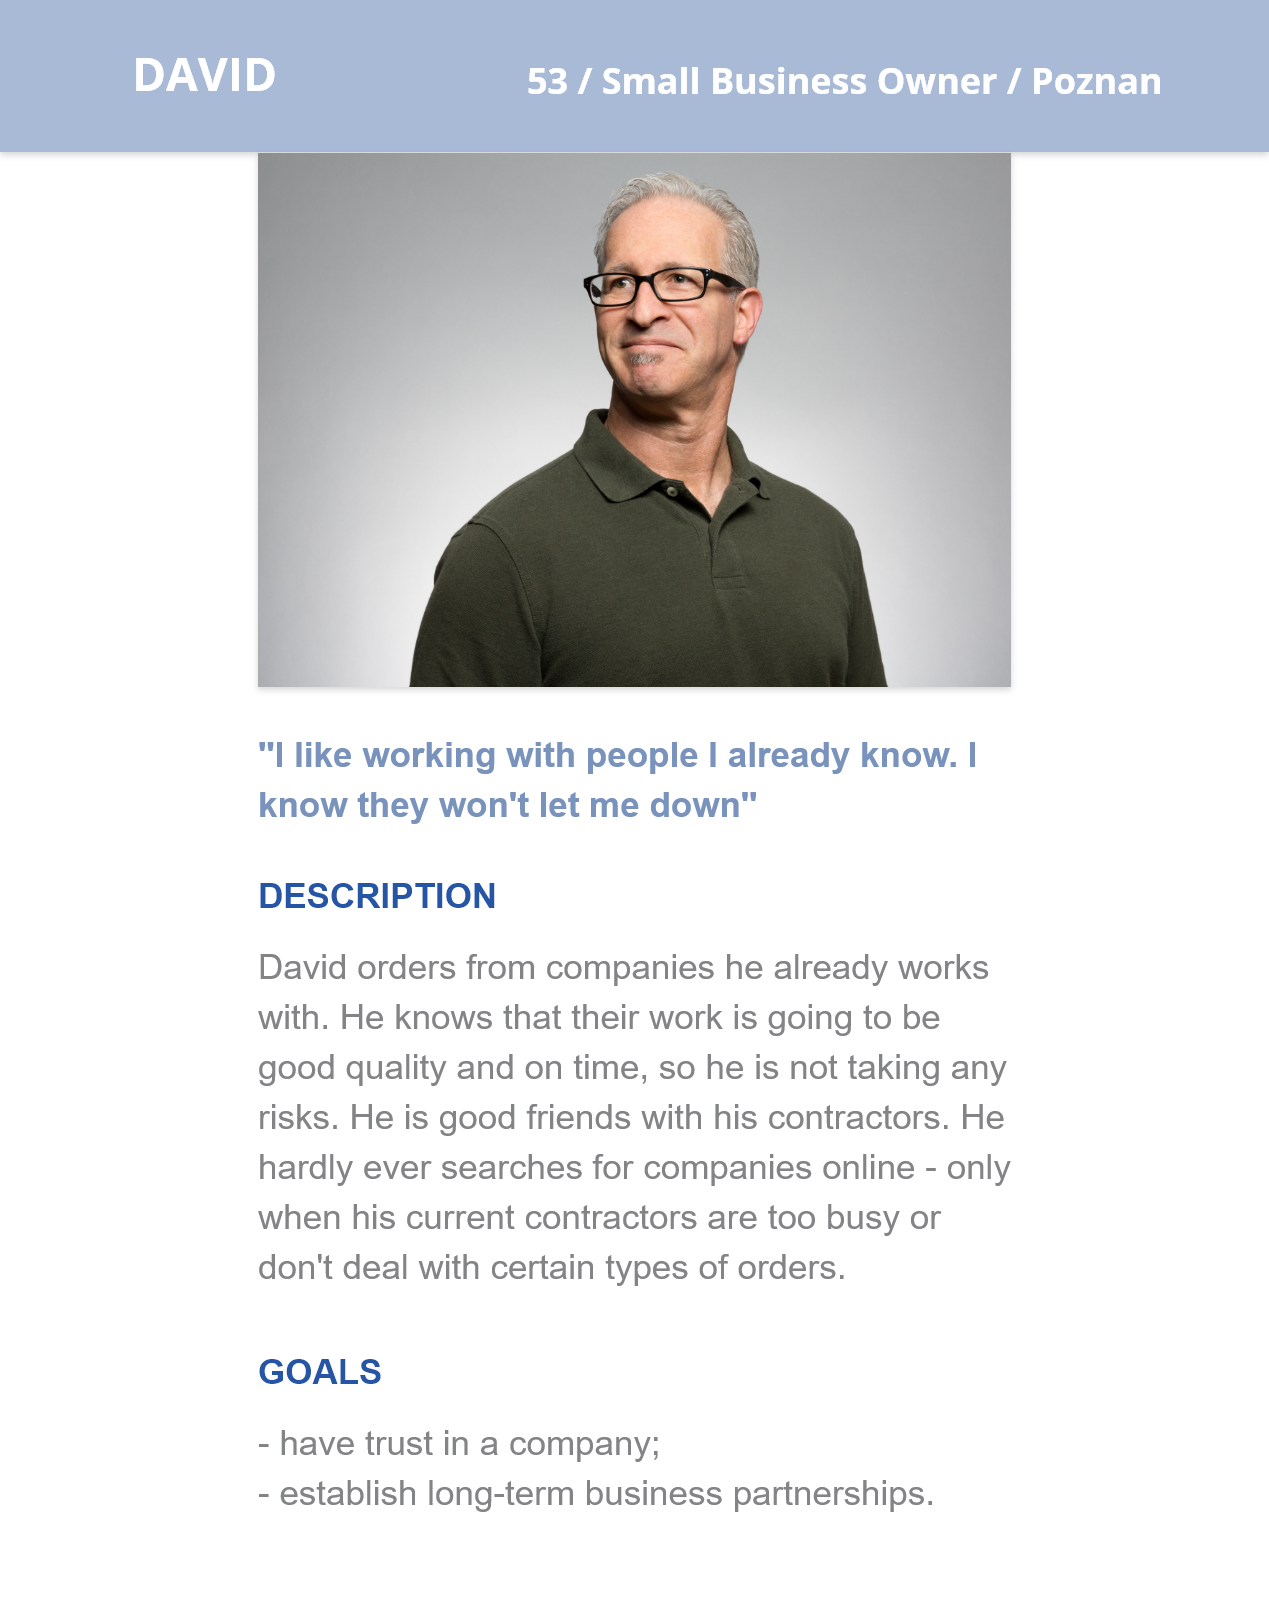 DAVID
53 / Small Business Owner / Poznan
"I like working with people I already know. I
know they won't let me down"
DESCRIPTION
David orders from companies he already works
with. He knows that their work is going to be
good quality and on time, so he is not taking any
risks. He is good friends with his contractors. He
hardly ever searches for companies online - only
when his current contractors are too busy or
don't deal with certain types of orders.
GOALS
- have trust in a company;
- establish long-term business partnerships.